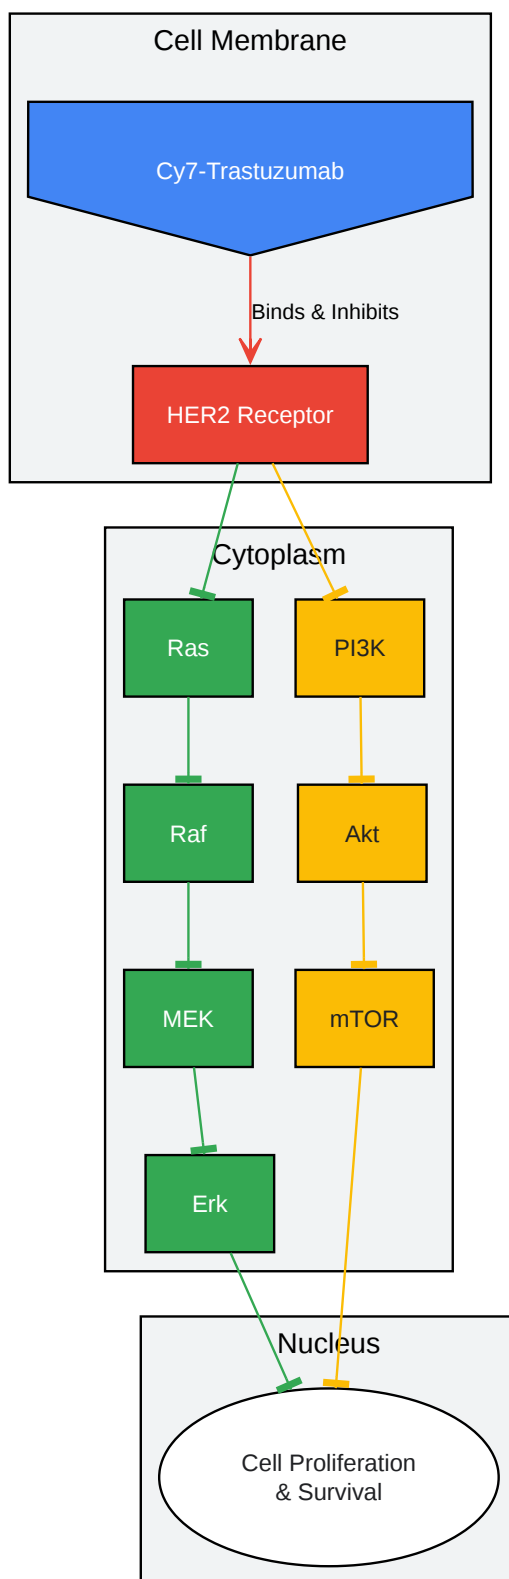 Cell Membrane
Cy7-Trastuzumab
Binds & Inhibits
HER2 Receptor
Cytoplasm
Ras
PI3K
Raf
Akt
MEK
mTOR
Erk
Nucleus
Cell Proliferation
& Survival